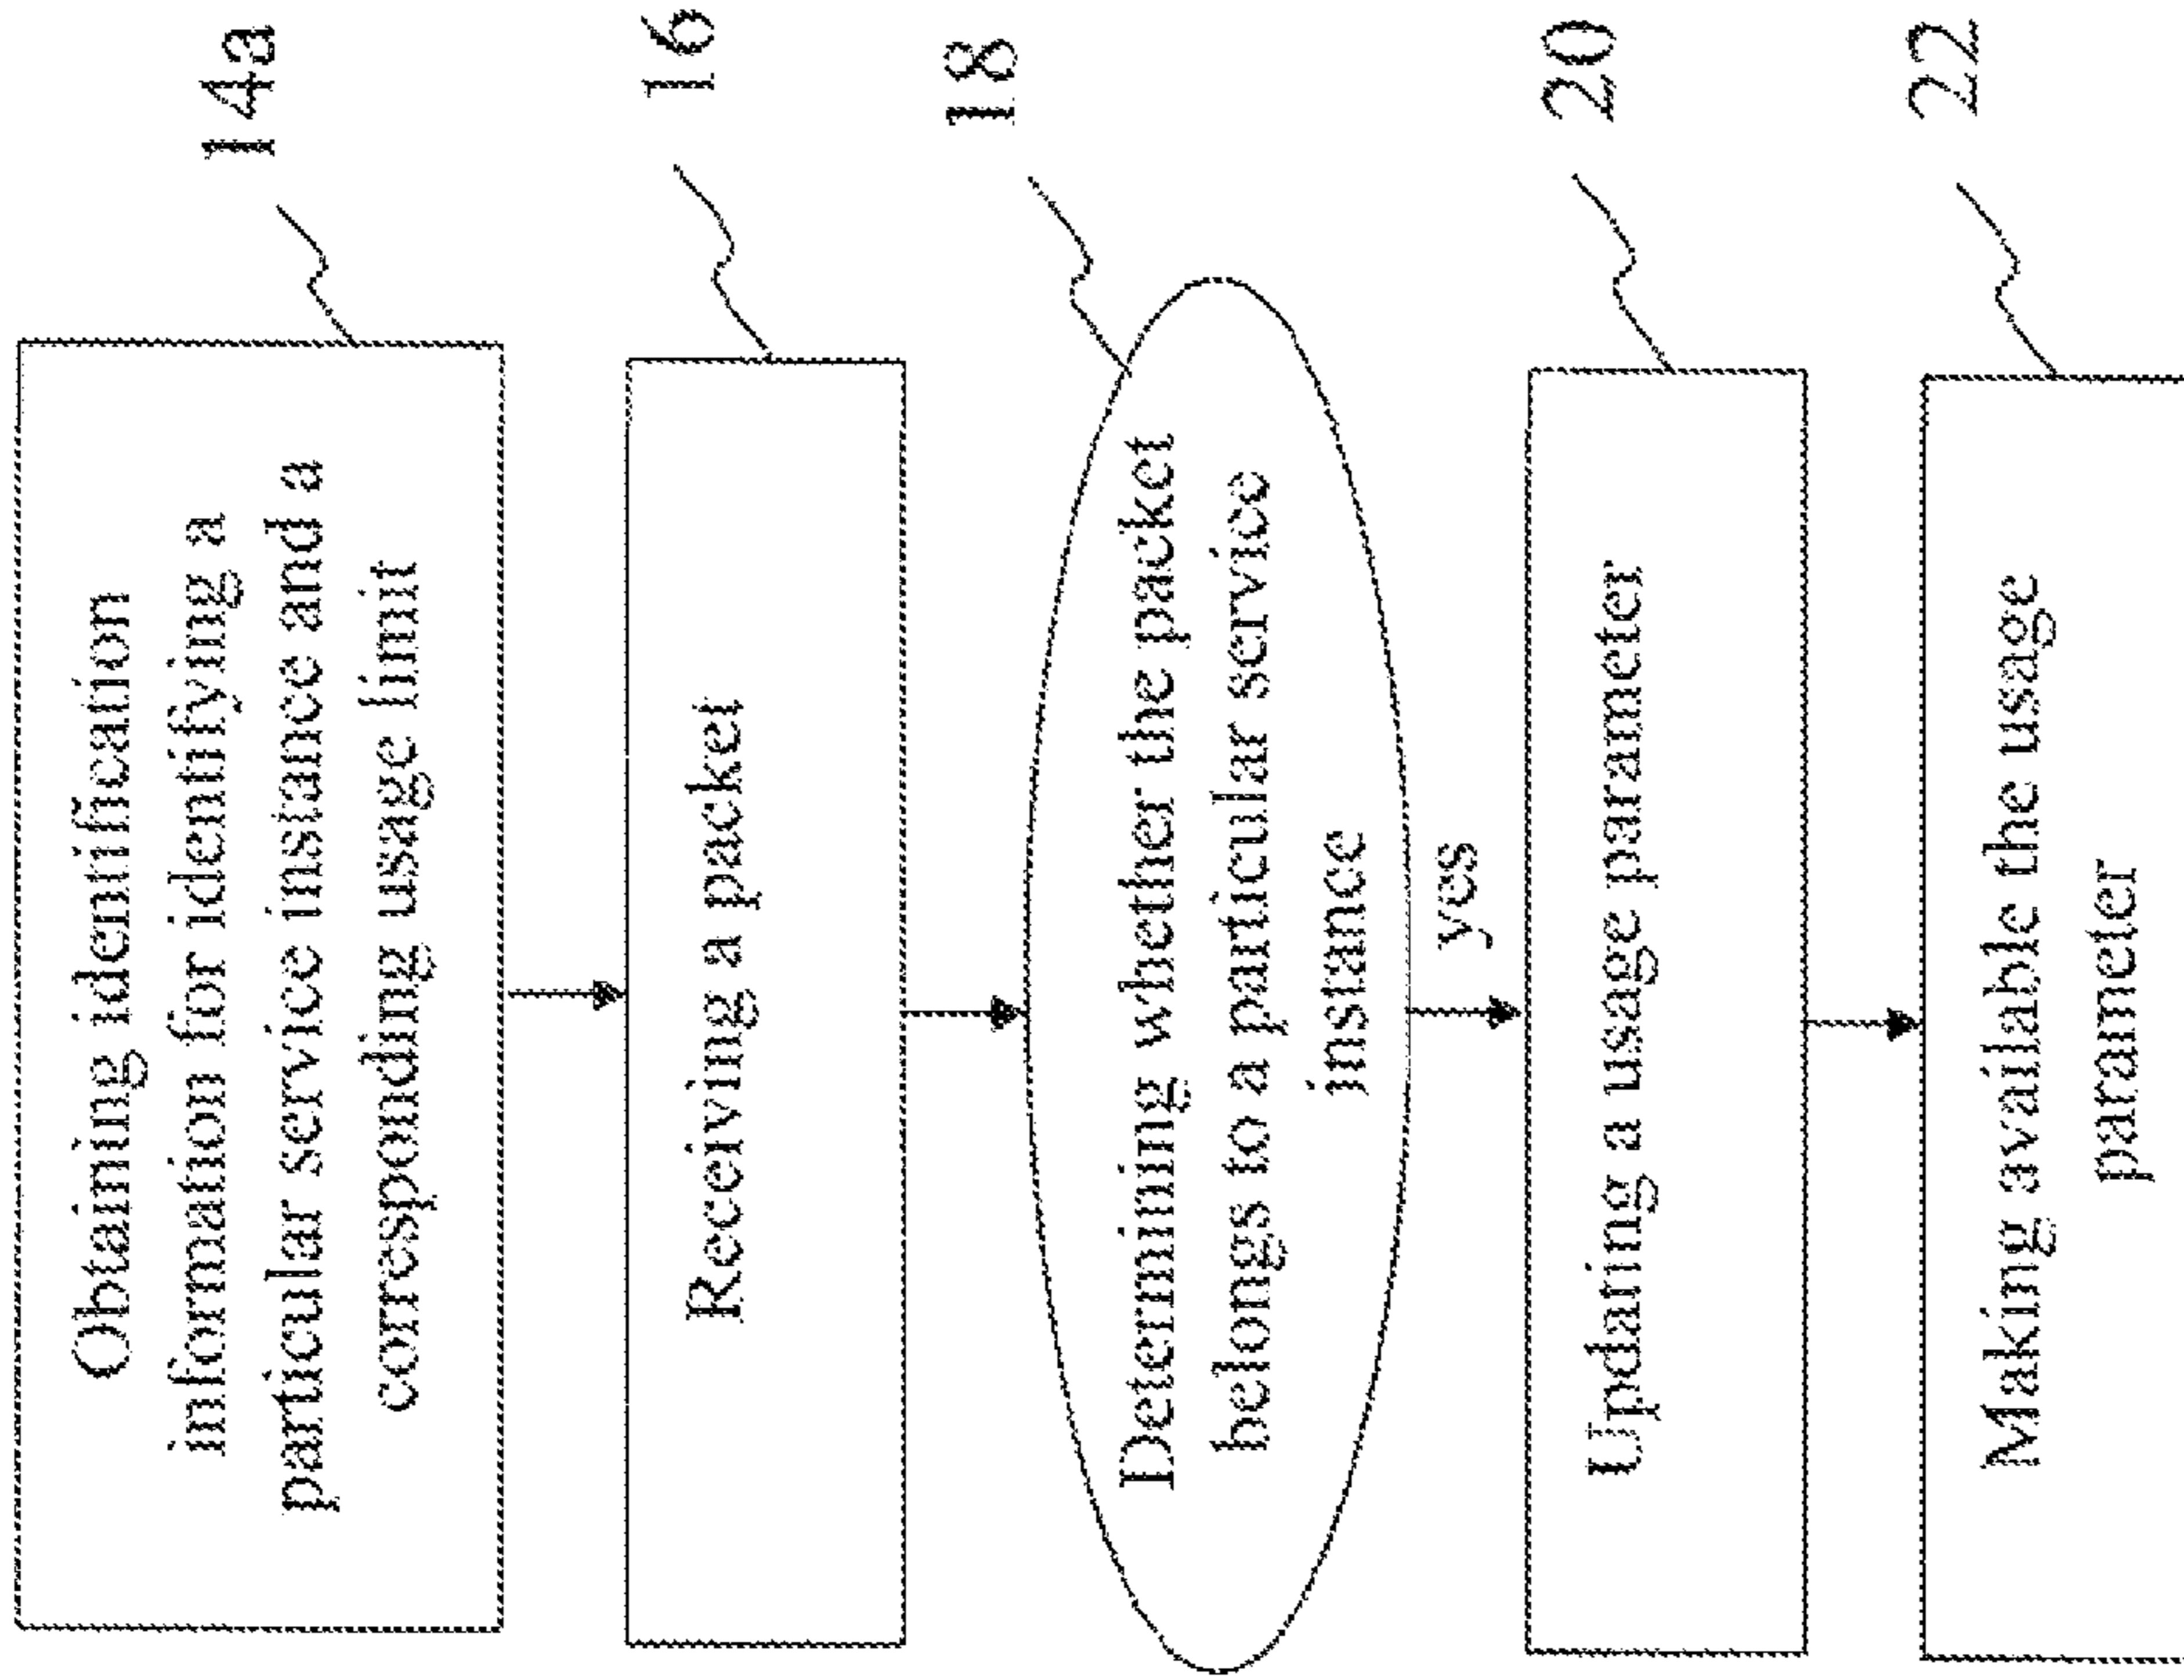 Obtaining identification
information for identifying a
particular service instance and a
corresponding usage limit
14a
Receiving a packet
16
Determining whether the packet
belongs to a particular service
instance
18
yes
Updating a usage parameter
20
Making available the usage
parameter
22